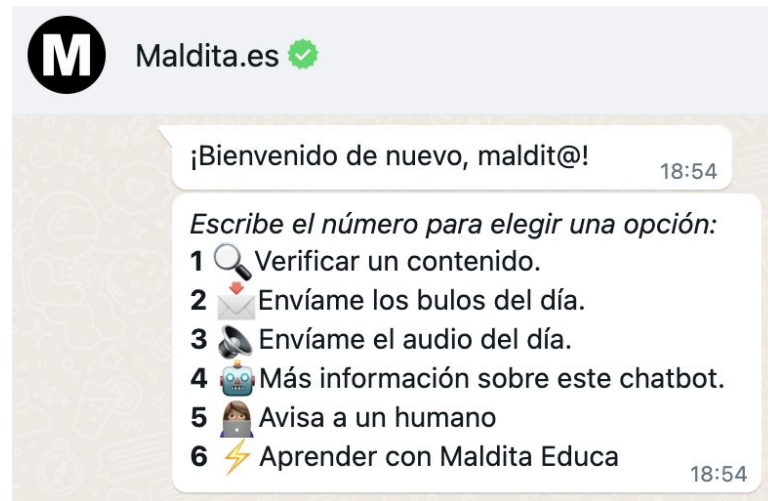 M
Maldita.es
¡Bienvenido de nuevo, maldit@!
18:54
Escribe el número para elegir una opción:
1 🔍 Verificar un contenido.
2 📩 Envíame los bulos del día.
3 🔊 Envíame el audio del día.
4 🤖 Más información sobre este chatbot.
5 👩🏽‍💻 Avisa a un humano
6 ⚡ Aprender con Maldita Educa
18:54